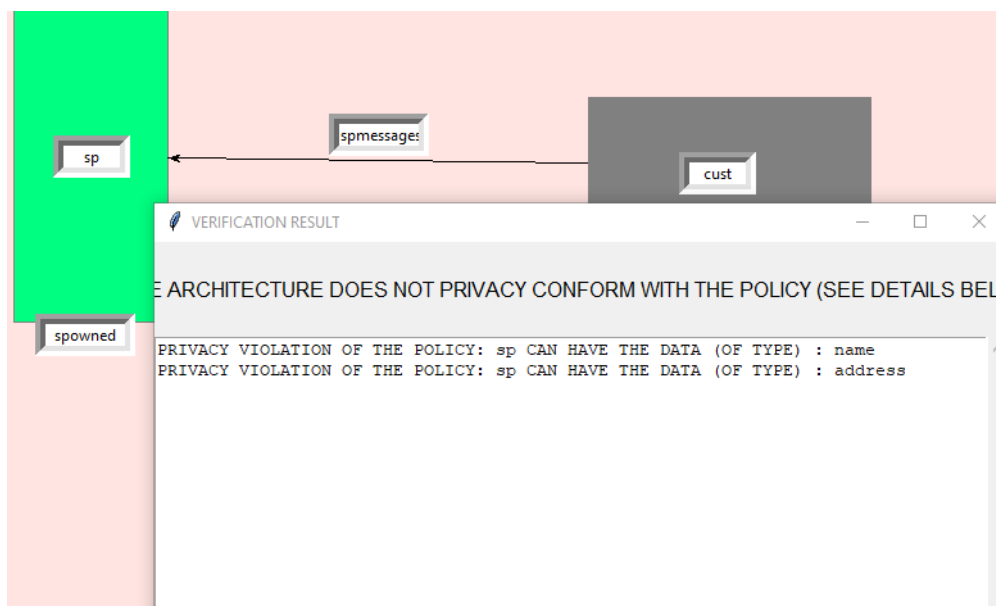 spmessages
sp
cust
VERIFICATION RESULT
E ARCHITECTURE DOES NOT PRIVACY CONFORM WITH THE POLICY (SEE DETAILS BEL
spowned
PRIVACY VIOLATION OF THE POLICY: sp CAN HAVE THE DATA (OF TYPE) : name
PRIVACY VIOLATION OF THE POLICY: sp CAN HAVE THE DATA (OF TYPE) : address